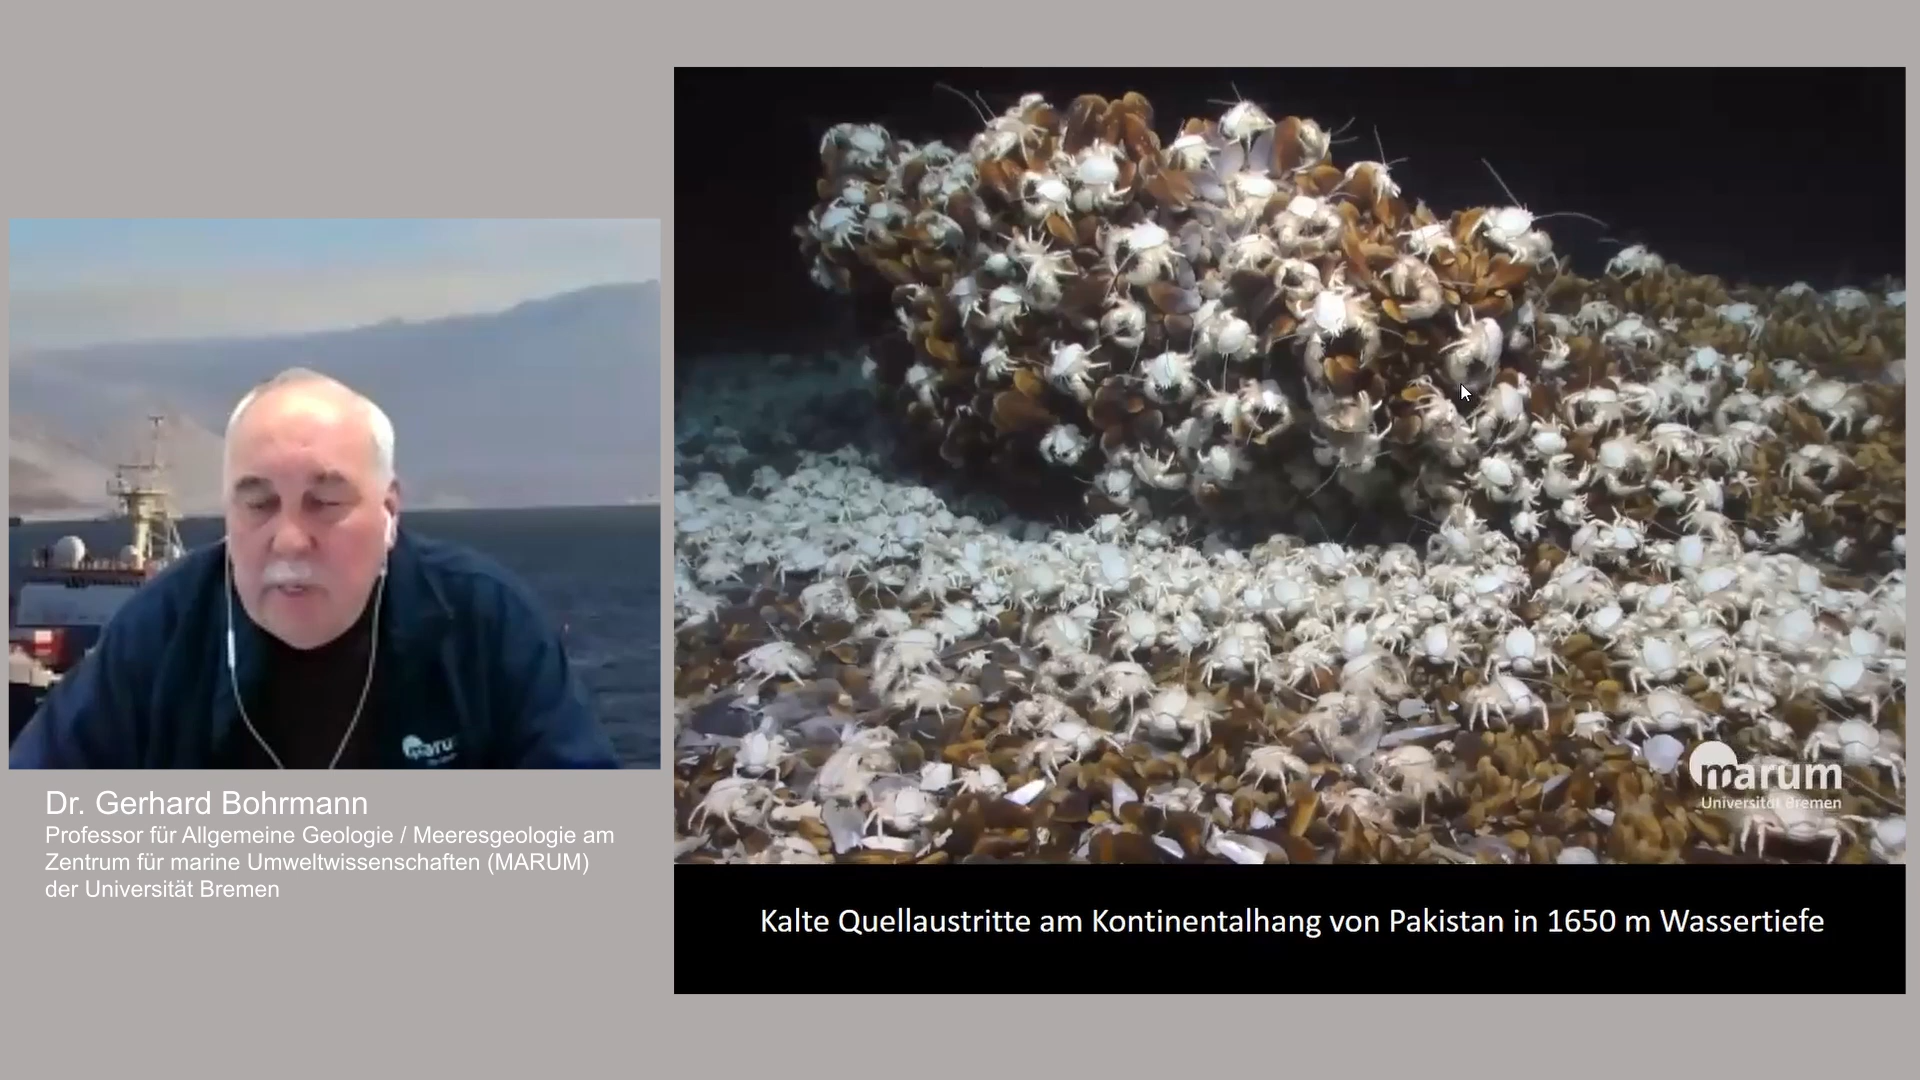 Dr. Gerhard Bohrmann
Professor für Allgemeine Geologie / Meeresgeologie am
Zentrum für marine Umweltwissenschaften (MARUM)
der Universität Bremen
marum
marum
Universität Bremen
Kalte Quellaustritte am Kontinentalhang von Pakistan in 1650 m Wassertiefe